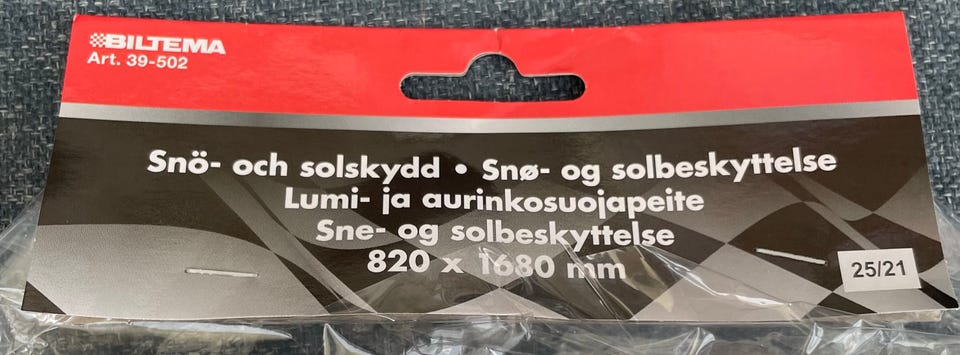 BILTEMA
Art. 39-502
Snö- och solskydd • Snø- og solbeskyttelse
Lumi- ja aurinkosuojapeite
Sne- og solbeskyttelse
820 x 1680 mm
25/21